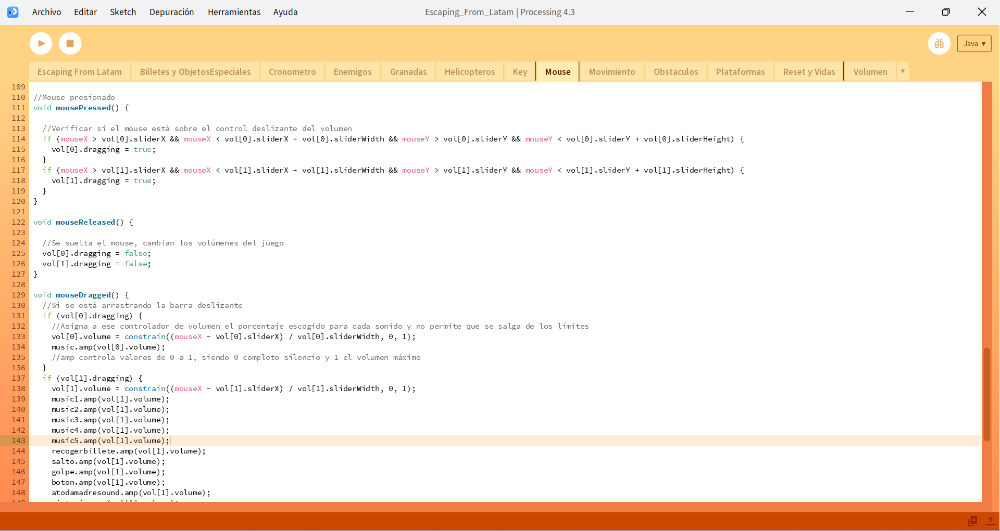 Archivo Editar Sketch Depuración Herramientas Ayuda Escaping_From_Latam | Processing 4.3
Java ▾
Escaping From Latam Billetes y ObjetosEspeciales Cronometro Enemigos Granadas Helicopteros Key Mouse Movimiento Obstaculos Plataformas Reset y Vidas Volumen ▾
109
110 //Mouse presionado
111 void mousePressed() {
112
113   //Verificar si el mouse está sobre el control deslizante del volumen
114   if (mouseX > vol[0].sliderX && mouseX < vol[0].sliderX + vol[0].sliderWidth && mouseY > vol[0].sliderY && mouseY < vol[0].sliderY + vol[0].sliderHeight) {
115     vol[0].dragging = true;
116   }
117   if (mouseX > vol[1].sliderX && mouseX < vol[1].sliderX + vol[1].sliderWidth && mouseY > vol[1].sliderY && mouseY < vol[1].sliderY + vol[1].sliderHeight) {
118     vol[1].dragging = true;
119   }
120 }
121
122 void mouseReleased() {
123
124   //Se suelta el mouse, cambian los volúmenes del juego
125   vol[0].dragging = false;
126   vol[1].dragging = false;
127 }
128
129 void mouseDragged() {
130   //Si se está arrastrando la barra deslizante
131   if (vol[0].dragging) {
132     //Asigna a ese controlador de volumen el porcentaje escogido para cada sonido y no permite que se salga de los límites
133     vol[0].volume = constrain((mouseX - vol[0].sliderX) / vol[0].sliderWidth, 0, 1);
134     music.amp(vol[0].volume);
135     //amp controla valores de 0 a 1, siendo 0 completo silencio y 1 el volumen máximo
136   }
137   if (vol[1].dragging) {
138     vol[1].volume = constrain((mouseX - vol[1].sliderX) / vol[1].sliderWidth, 0, 1);
139     music1.amp(vol[1].volume);
140     music2.amp(vol[1].volume);
141     music3.amp(vol[1].volume);
142     music4.amp(vol[1].volume);
143     music5.amp(vol[1].volume);
144     recogerbillete.amp(vol[1].volume);
145     salto.amp(vol[1].volume);
146     golpe.amp(vol[1].volume);
147     boton.amp(vol[1].volume);
148     atodamadresound.amp(vol[1].volume);